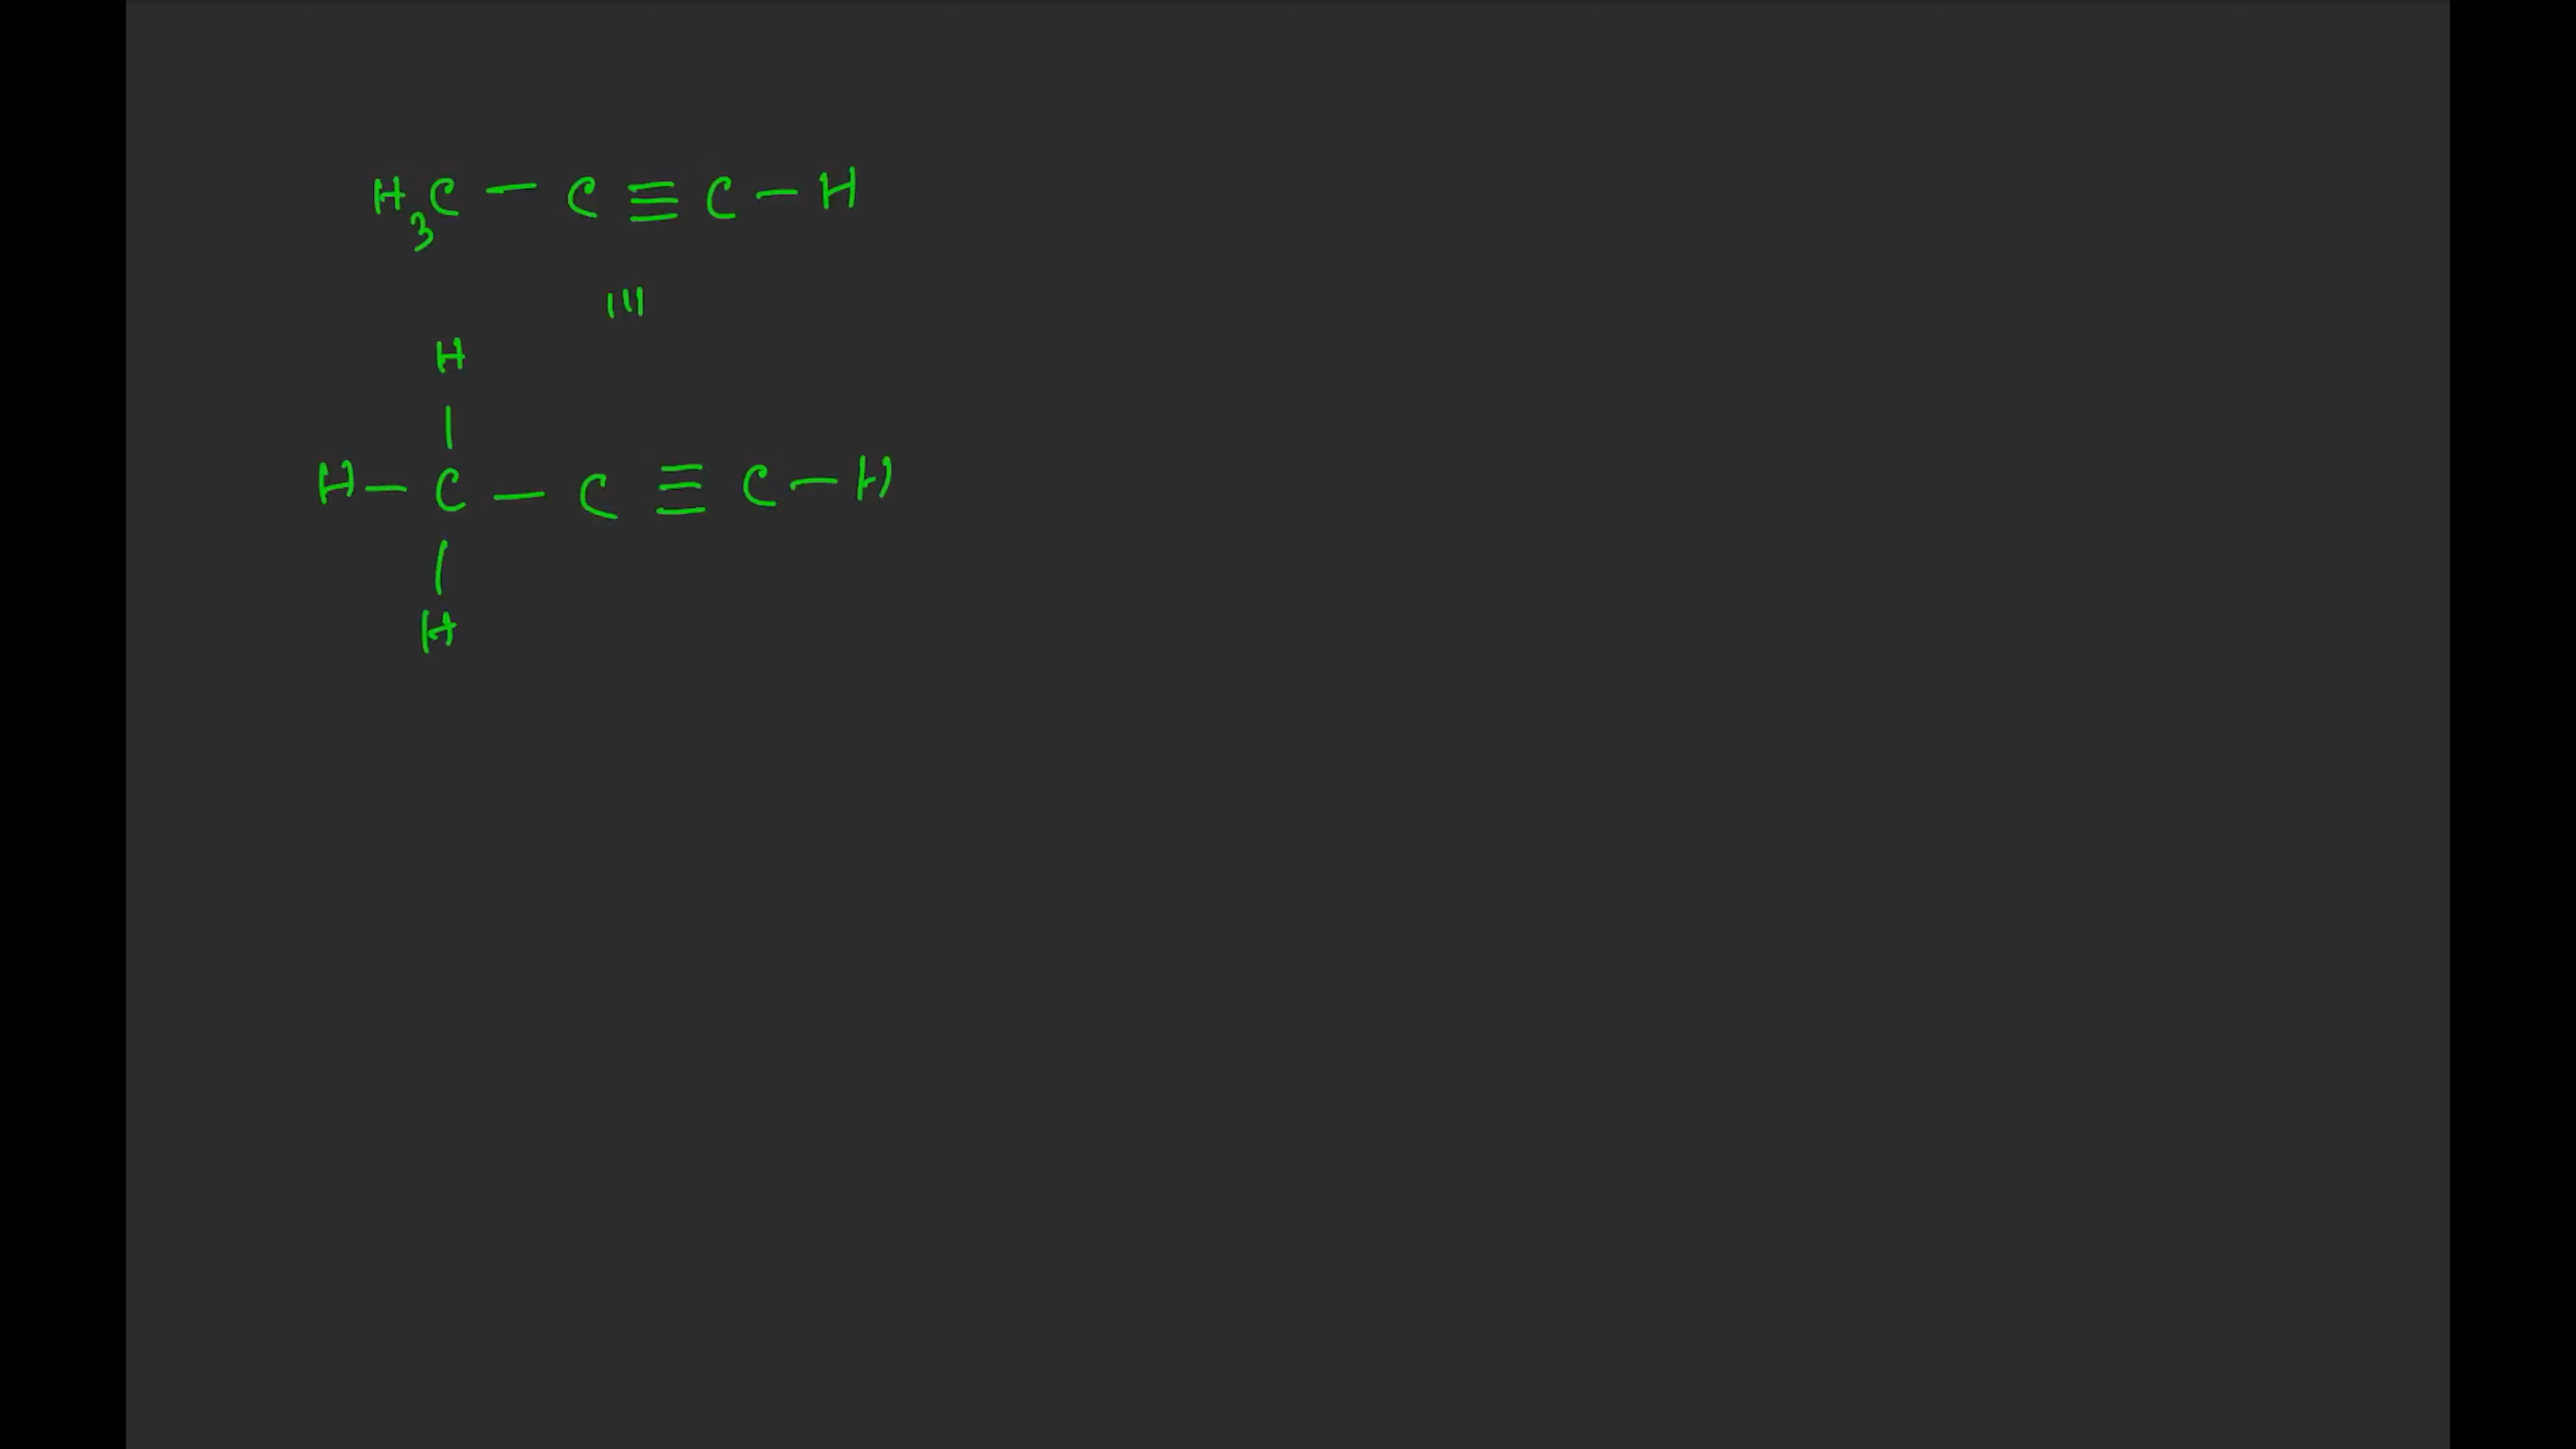 H₃C — C ≡ C — H
|||
H
|
H — C — C ≡ C — H
|
H